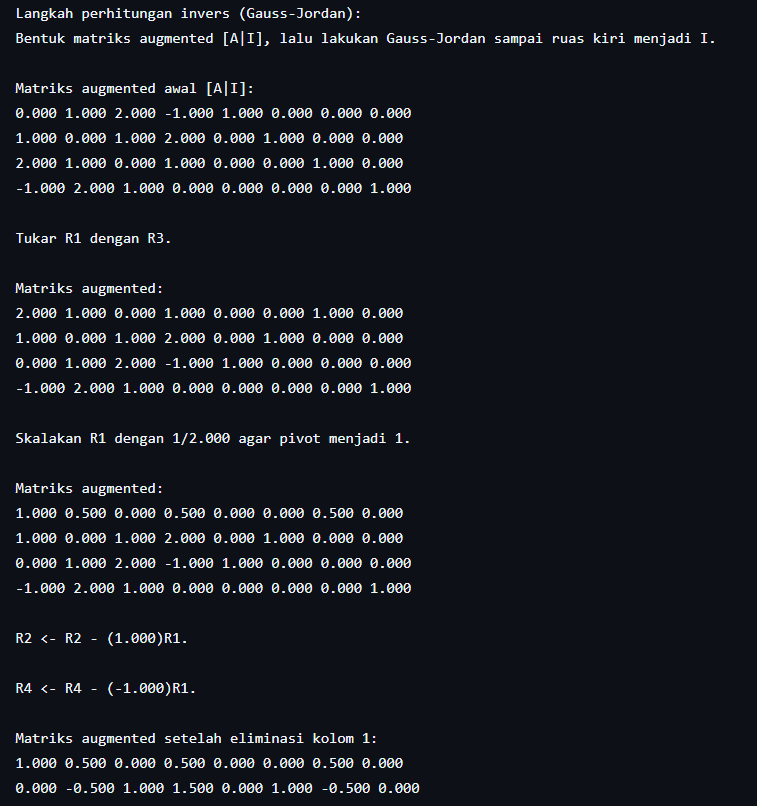 Langkah perhitungan invers (Gauss-Jordan):
Bentuk matriks augmented [A|I], lalu lakukan Gauss-Jordan sampai ruas kiri menjadi I.
Matriks augmented awal [A|I]:
0.000 1.000 2.000 -1.000 1.000 0.000 0.000 0.000
1.000 0.000 1.000 2.000 0.000 1.000 0.000 0.000
2.000 1.000 0.000 1.000 0.000 0.000 1.000 0.000
-1.000 2.000 1.000 0.000 0.000 0.000 0.000 1.000
Tukar R1 dengan R3.
Matriks augmented:
2.000 1.000 0.000 1.000 0.000 0.000 1.000 0.000
1.000 0.000 1.000 2.000 0.000 1.000 0.000 0.000
0.000 1.000 2.000 -1.000 1.000 0.000 0.000 0.000
-1.000 2.000 1.000 0.000 0.000 0.000 0.000 1.000
Skalakan R1 dengan 1/2.000 agar pivot menjadi 1.
Matriks augmented:
1.000 0.500 0.000 0.500 0.000 0.000 0.500 0.000
1.000 0.000 1.000 2.000 0.000 1.000 0.000 0.000
0.000 1.000 2.000 -1.000 1.000 0.000 0.000 0.000
-1.000 2.000 1.000 0.000 0.000 0.000 0.000 1.000
R2 <- R2 - (1.000)R1.
R4 <- R4 - (-1.000)R1.
Matriks augmented setelah eliminasi kolom 1:
1.000 0.500 0.000 0.500 0.000 0.000 0.500 0.000
0.000 -0.500 1.000 1.500 0.000 1.000 -0.500 0.000